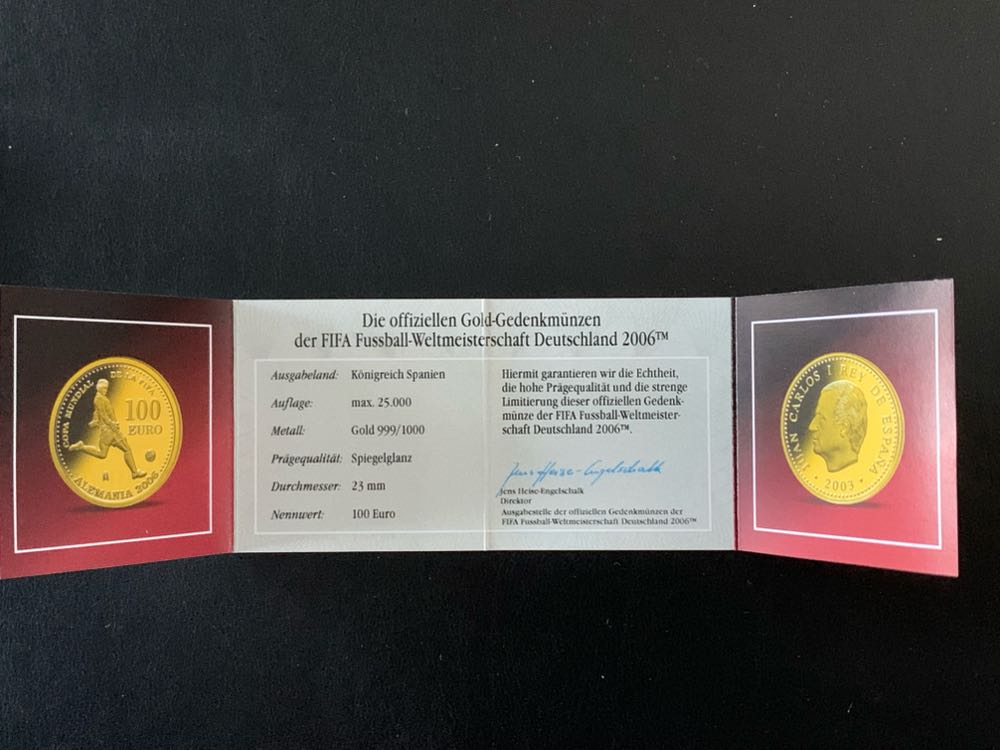 COPA MUNDIAL DE LA FIFA
100
EURO
ALEMANIA 2006
Die offiziellen Gold-Gedenkmünzen
der FIFA Fussball-Weltmeisterschaft Deutschland 2006™
Ausgabeland: Königreich Spanien
Auflage: max. 25.000
Metall: Gold 999/1000
Prägequalität: Spiegelglanz
Durchmesser: 23 mm
Nennwert: 100 Euro
Hiermit garantieren wir die Echtheit,
die hohe Prägequalität und die strenge
Limitierung dieser offiziellen Gedenk-
münze der FIFA Fussball-Weltmeister-
schaft Deutschland 2006™.
Jens Heise-Engelschalk
Jens Heise-Engelschalk
Direktor
Ausgabestelle der offiziellen Gedenkmünzen der
FIFA Fussball-Weltmeisterschaft Deutschland 2006™
JUAN CARLOS I REY DE ESPAÑA
• 2003 •